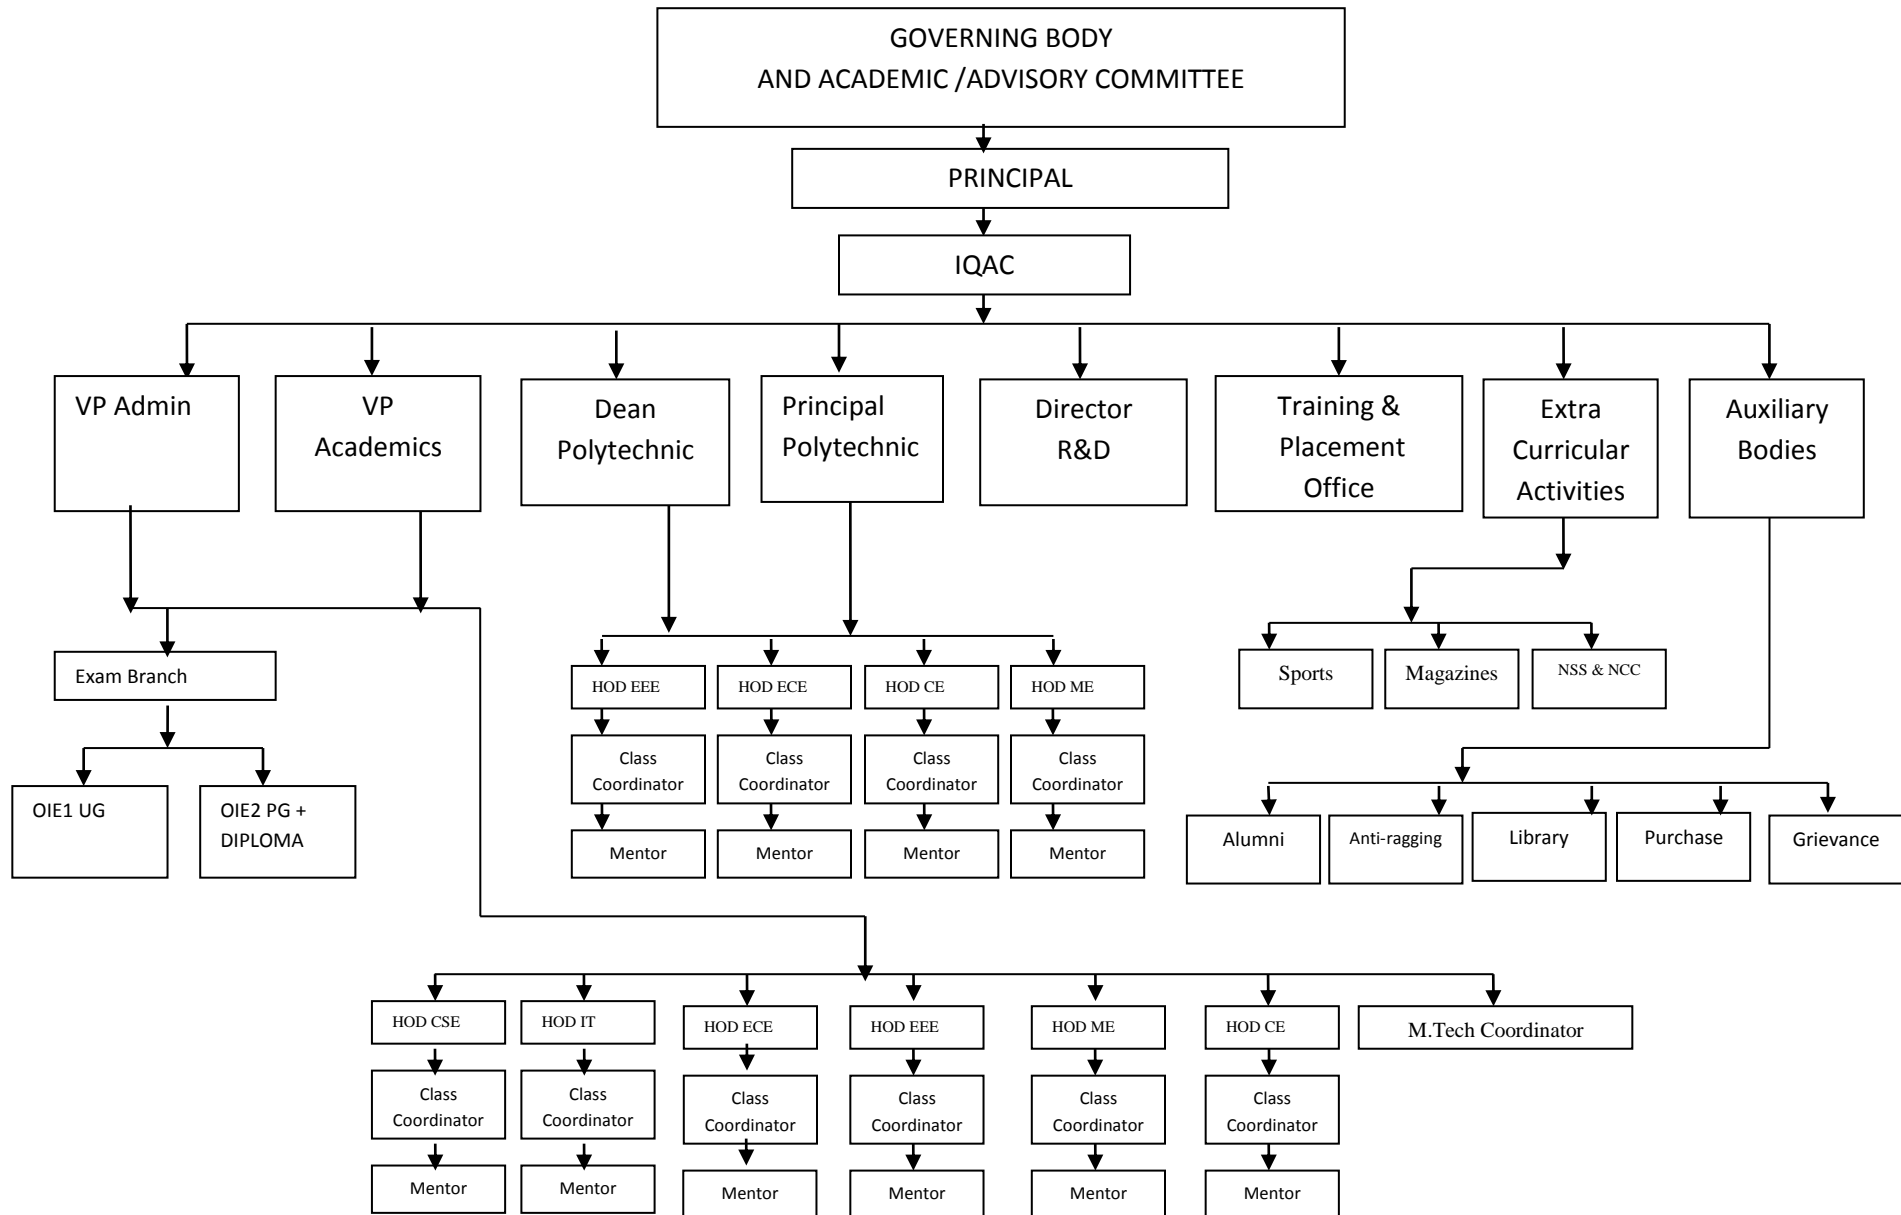 GOVERNING BODY
AND ACADEMIC /ADVISORY COMMITTEE
PRINCIPAL
IQAC
VP Admin
VP
Academics
Dean
Polytechnic
Principal
Polytechnic
Director
R&D
Training &
Placement
Office
Extra
Curricular
Activities
Auxiliary
Bodies
Exam Branch
OIE1 UG
OIE2 PG +
DIPLOMA
HOD EEE
HOD ECE
HOD CE
HOD ME
Class
Coordinator
Class
Coordinator
Class
Coordinator
Class
Coordinator
Mentor
Mentor
Mentor
Mentor
Sports
Magazines
NSS & NCC
Alumni
Anti-ragging
Library
Purchase
Grievance
HOD CSE
HOD IT
HOD ECE
HOD EEE
HOD ME
HOD CE
M.Tech Coordinator
Class
Coordinator
Class
Coordinator
Class
Coordinator
Class
Coordinator
Class
Coordinator
Class
Coordinator
Mentor
Mentor
Mentor
Mentor
Mentor
Mentor